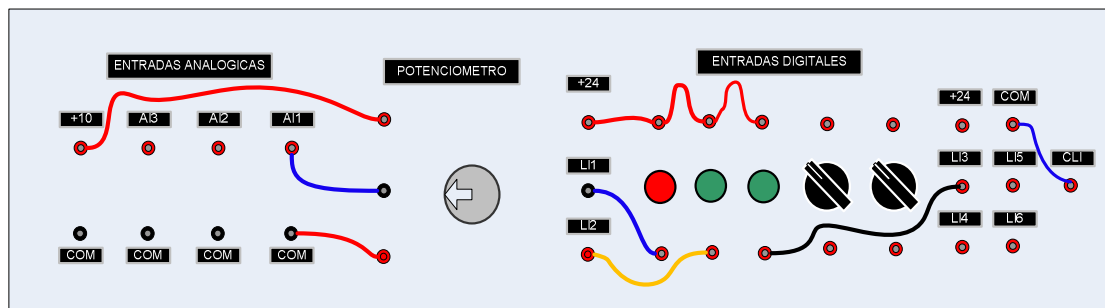 ENTRADAS ANALOGICAS
POTENCIOMETRO
ENTRADAS DIGITALES
+10
AI3
AI2
AI1
+24
+24
COM
LI1
LI3
LI5
CLI
LI2
LI4
LI6
COM
COM
COM
COM